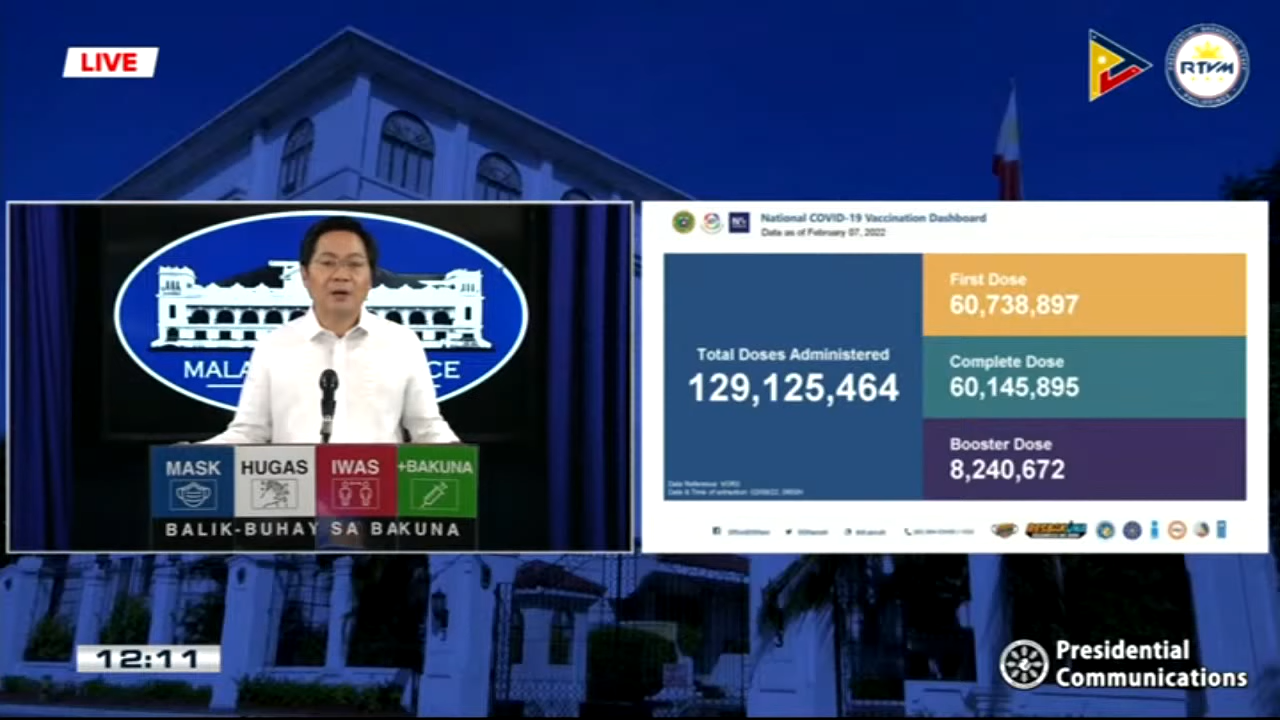 LIVE
RTVM
National COVID-19 Vaccination Dashboard
Data as of February 07, 2022
First Dose
60,738,897
Total Doses Administered
129,125,464
Complete Dose
60,145,895
Booster Dose
8,240,672
MALA CE
MASK HUGAS IWAS +BAKUNA
BALIK-BUHAY SA BAKUNA
12:11
Presidential
Communications